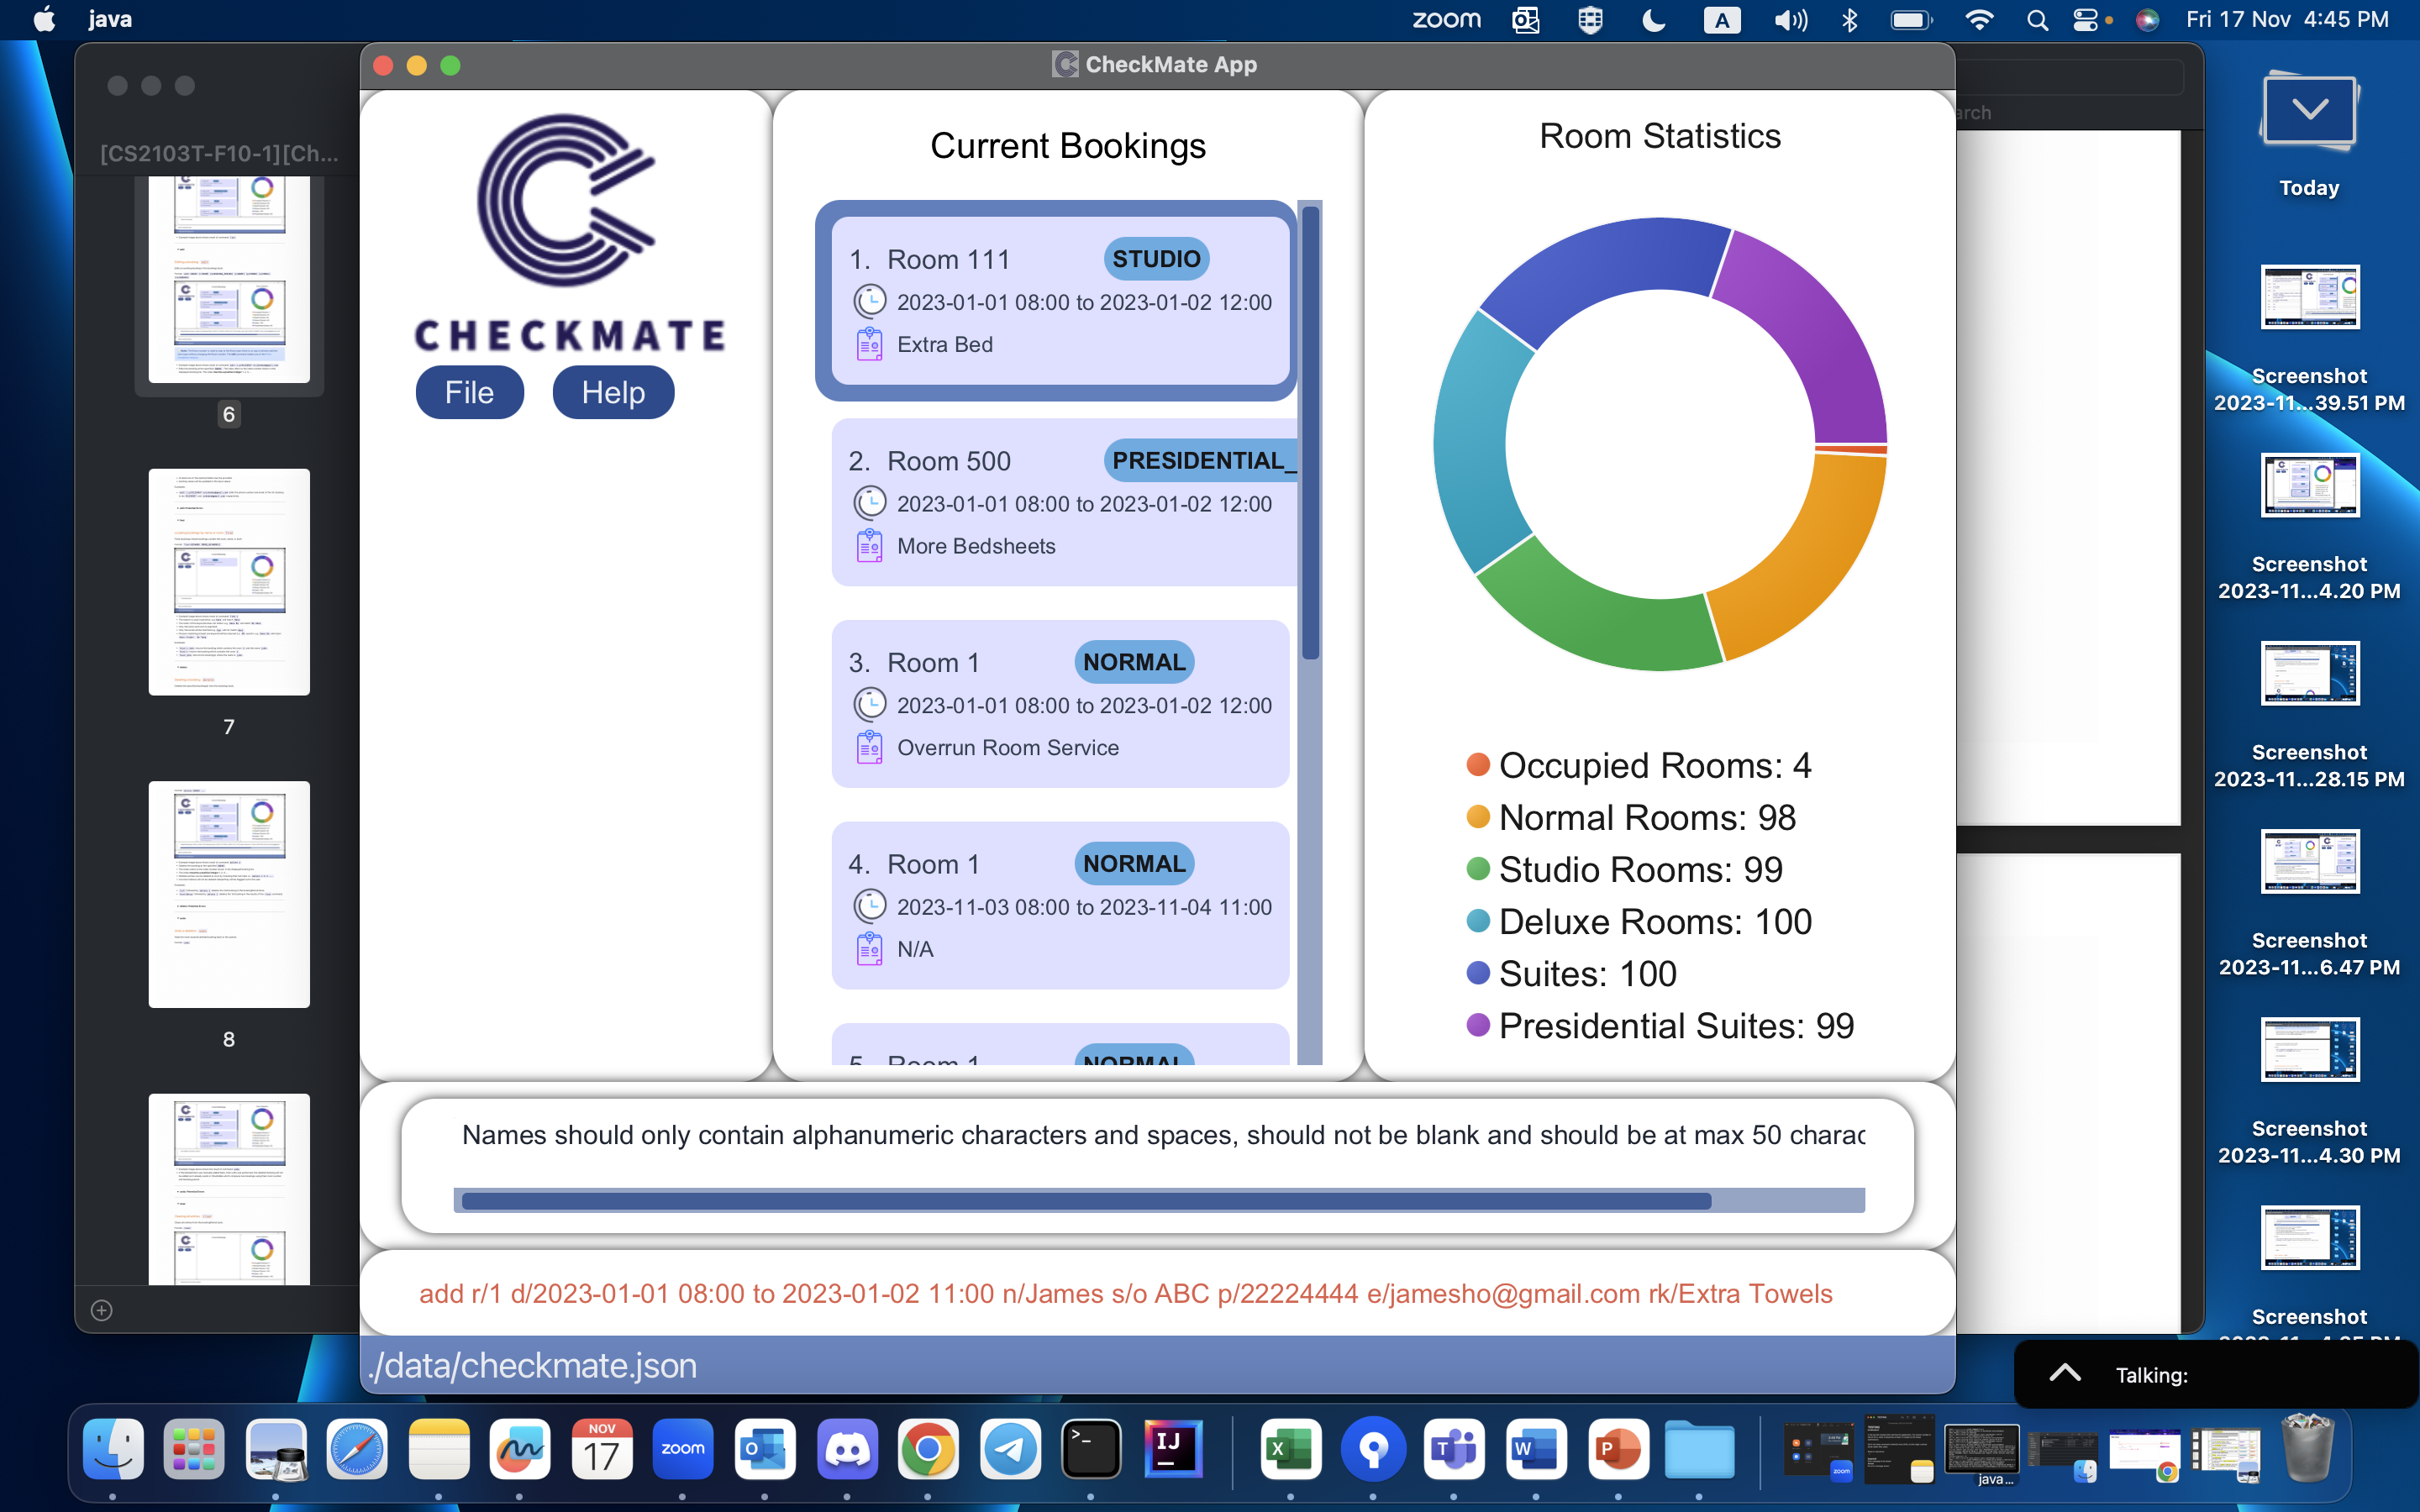 java
zoom
A
Fri 17 Nov 4:45 PM
CheckMate App
[CS2103T-F10-1][Ch...
6
7
8
CHECKMATE
File
Help
Current Bookings
1. Room 111
STUDIO
2023-01-01 08:00 to 2023-01-02 12:00
Extra Bed
2. Room 500
PRESIDENTIAL_
2023-01-01 08:00 to 2023-01-02 12:00
More Bedsheets
3. Room 1
NORMAL
2023-01-01 08:00 to 2023-01-02 12:00
Overrun Room Service
4. Room 1
NORMAL
2023-11-03 08:00 to 2023-11-04 11:00
N/A
5. Room 1
NORMAL
Room Statistics
Occupied Rooms: 4
Normal Rooms: 98
Studio Rooms: 99
Deluxe Rooms: 100
Suites: 100
Presidential Suites: 99
arch
Names should only contain alphanumeric characters and spaces, should not be blank and should be at max 50 charac
add r/1 d/2023-01-01 08:00 to 2023-01-02 11:00 n/James s/o ABC p/22224444 e/jamesho@gmail.com rk/Extra Towels
./data/checkmate.json
Today
Screenshot
2023-11...39.51 PM
Screenshot
2023-11...4.20 PM
Screenshot
2023-11...28.15 PM
Screenshot
2023-11...6.47 PM
Screenshot
2023-11...4.30 PM
Screenshot
Talking:
NOV
17
zoom
IJ
java ...